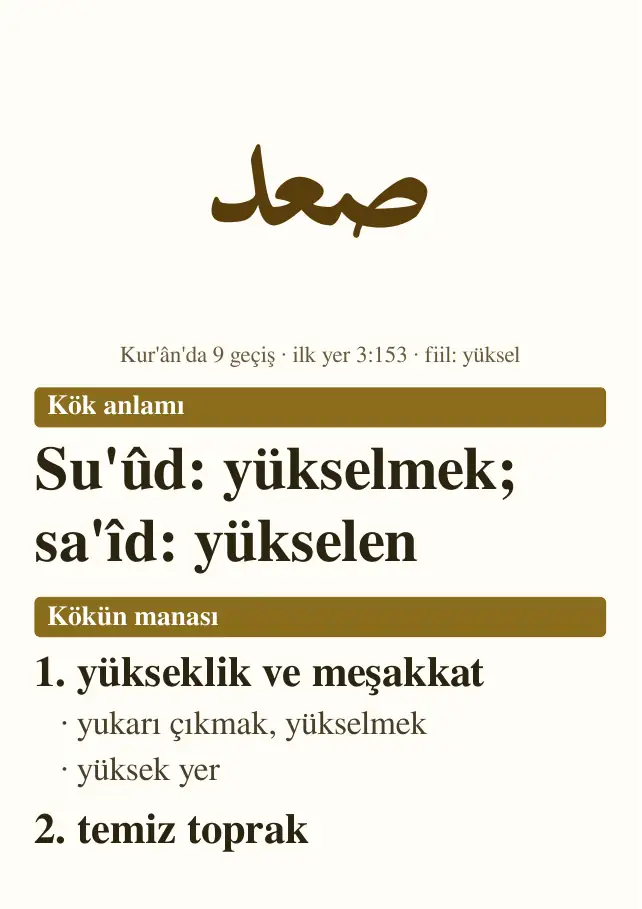 صعد
Kur'ân'da 9 geçiş · ilk yer 3:153 · fiil: yüksel
Kök anlamı
Su'ûd: yükselmek;
sa'îd: yükselen
Kökün manası
1. yükseklik ve meşakkat
· yukarı çıkmak, yükselmek
· yüksek yer
2. temiz toprak